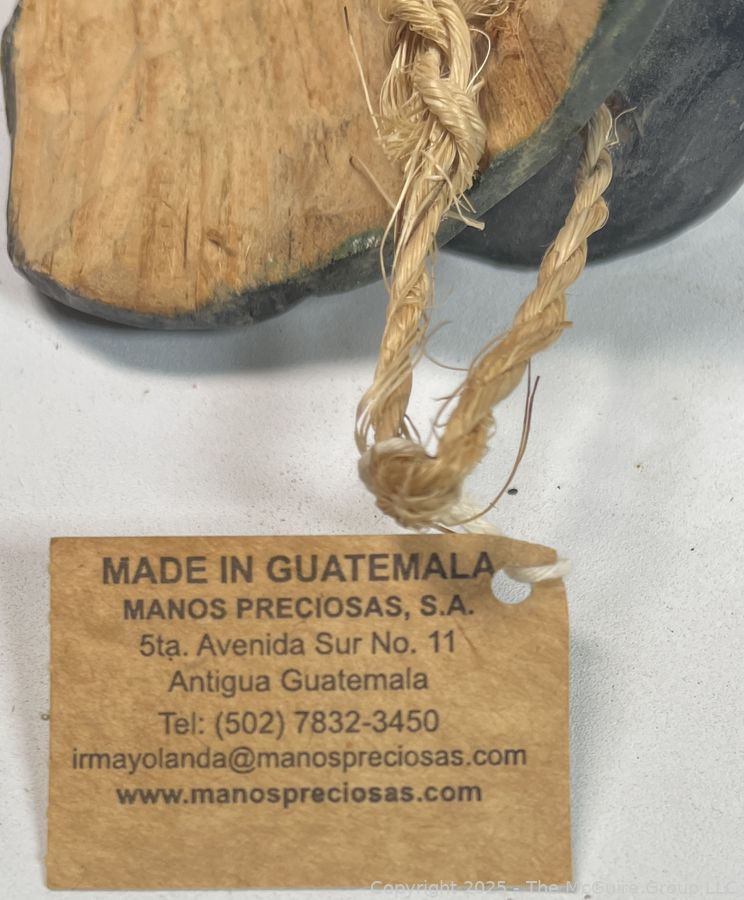 MADE IN GUATEMALA
MANOS PRECIOSAS, S.A.
5ta. Avenida Sur No. 11
Antigua Guatemala
Tel: (502) 7832-3450
irmayolanda@manospreciosas.com
www.manospreciosas.com
Copyright 2025 - The McGuire Group LLC